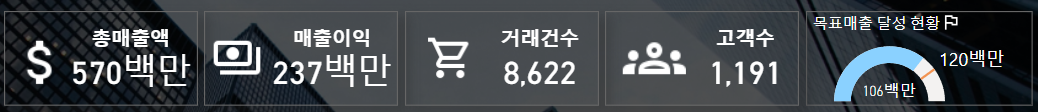 총매출액
570백만
매출이익
237백만
거래건수
8,622
고객수
1,191
목표매출 달성 현황
120백만
106백만